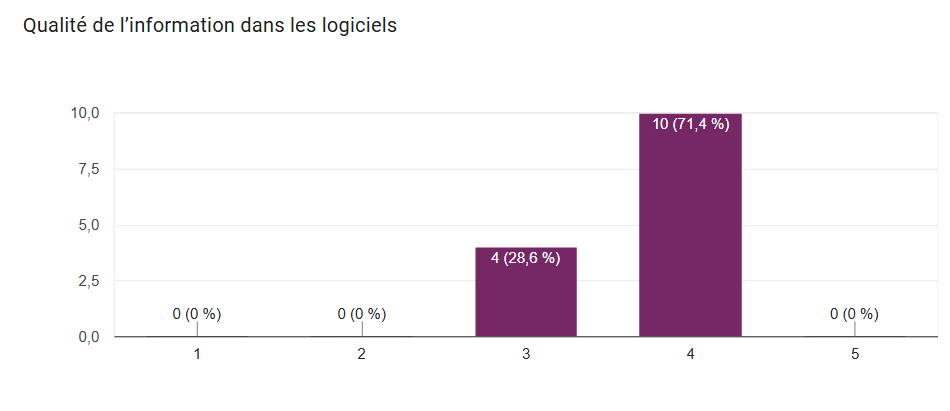 Qualité de l’information dans les logiciels
10,0
10 (71,4 %)
7,5
5,0
4 (28,6 %)
2,5
0 (0 %) 0 (0 %) 0 (0 %)
0,0
1 2 3 4 5